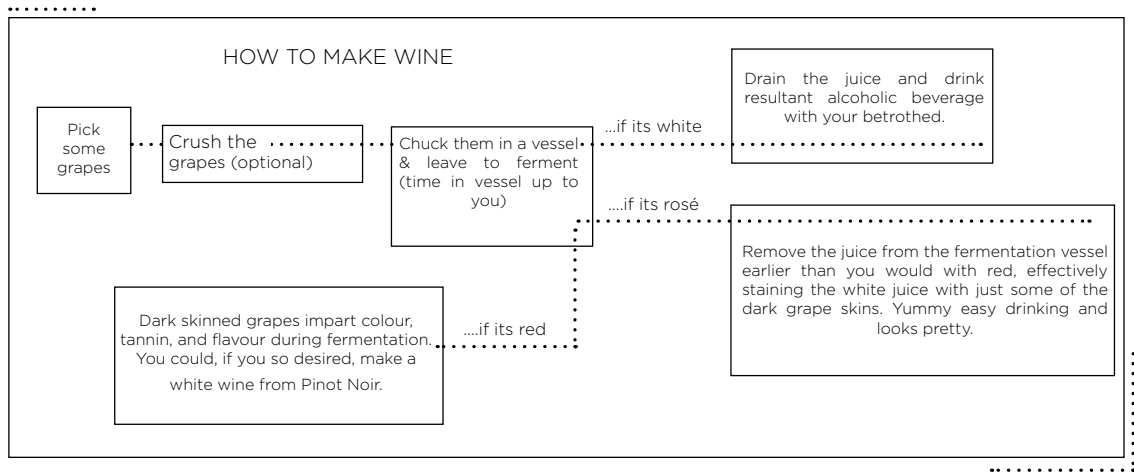 HOW TO MAKE WINE
Pick
some
grapes
Crush the
grapes (optional)
Chuck them in a vessel
& leave to ferment
(time in vessel up to
you)
...if its white
Drain the juice and drink
resultant alcoholic beverage
with your betrothed.
....if its rosé
Remove the juice from the fermentation vessel
earlier than you would with red, effectively
staining the white juice with just some of the
dark grape skins. Yummy easy drinking and
looks pretty.
....if its red
Dark skinned grapes impart colour,
tannin, and flavour during fermentation.
You could, if you so desired, make a
white wine from Pinot Noir.